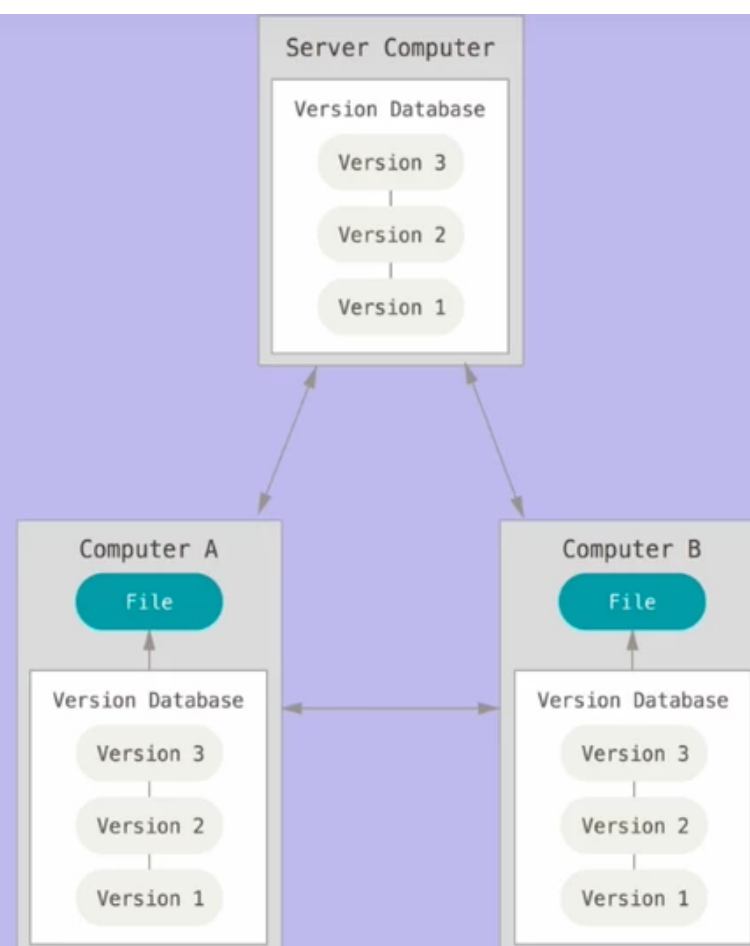 Server Computer
Version Database
Version 3
Version 2
Version 1
Computer A
File
Version Database
Version 3
Version 2
Version 1
Computer B
File
Version Database
Version 3
Version 2
Version 1